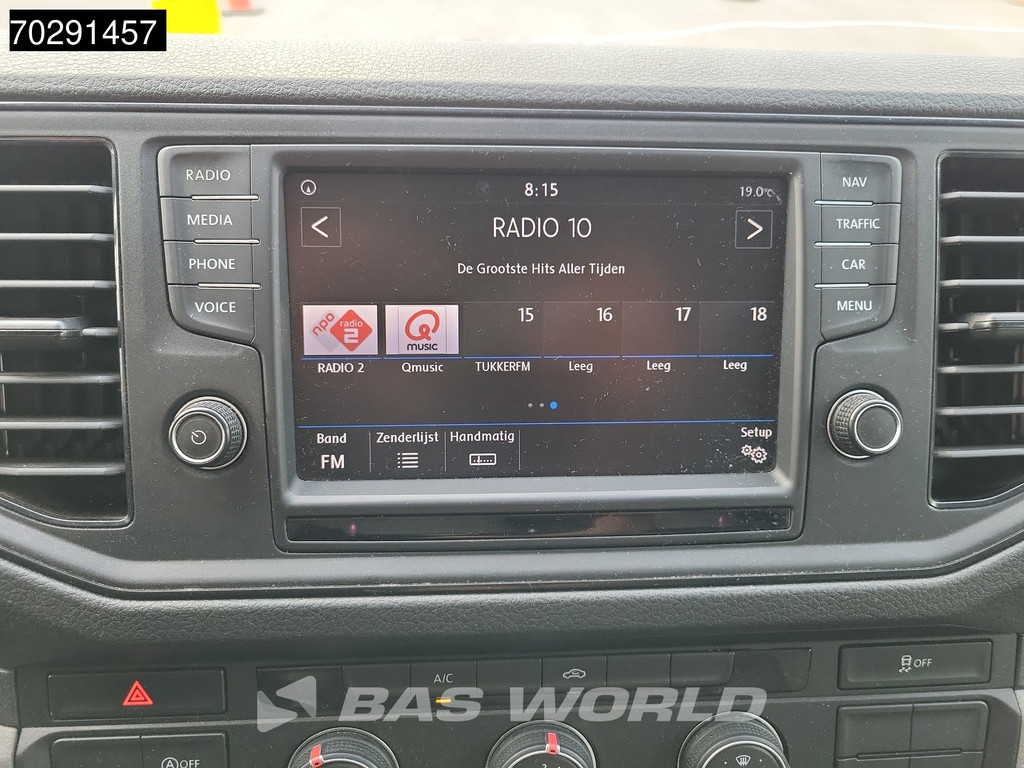 70291457
RADIO
MEDIA
PHONE
VOICE
8:15
19.0°C
RADIO 10
De Grootste Hits Aller Tijden
npo radio 2
Q MUSIC
15
16
17
18
RADIO 2
Qmusic
TUKKERFM
Leeg
Leeg
Leeg
Band
FM
Zenderlijst
Handmatig
Setup
NAV
TRAFFIC
CAR
MENU
A/C
OFF
BAS WORLD
A OFF